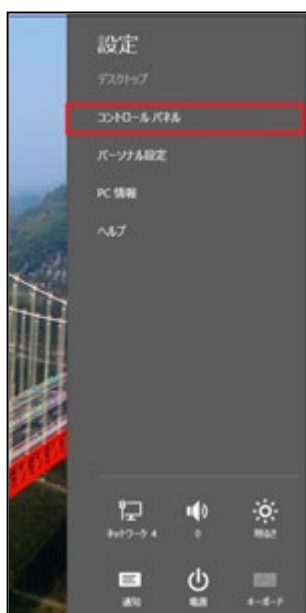 設定
デスクトップ
コントロール パネル
パーソナル設定
PC 情報
ヘルプ
ネットワーク 4
0
明るさ
通知
電源
キーボード